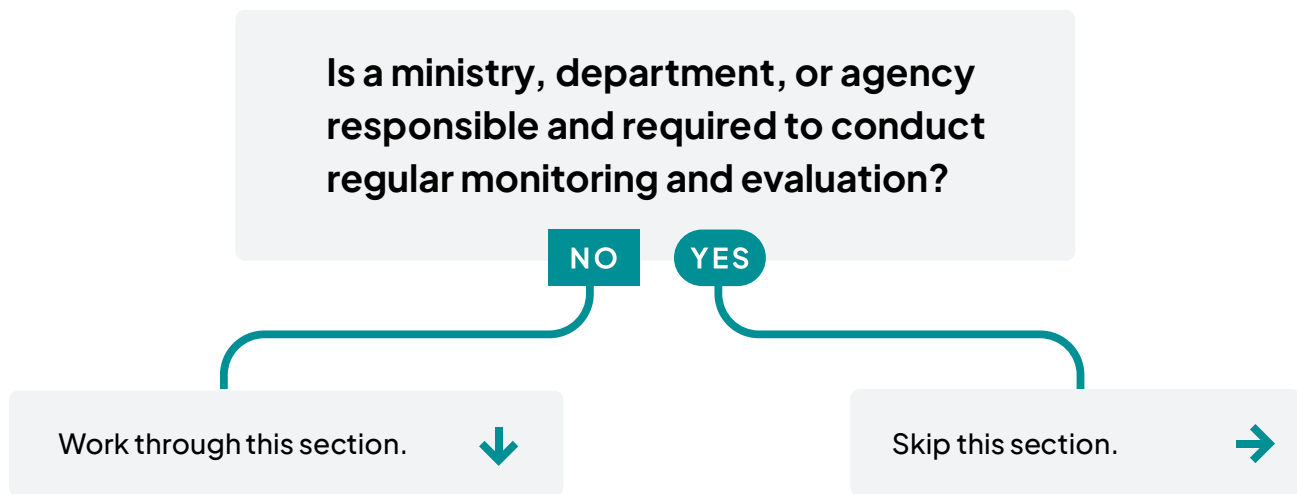 Is a ministry, department, or agency
responsible and required to conduct
regular monitoring and evaluation?
NO
YES
Work through this section.
Skip this section.